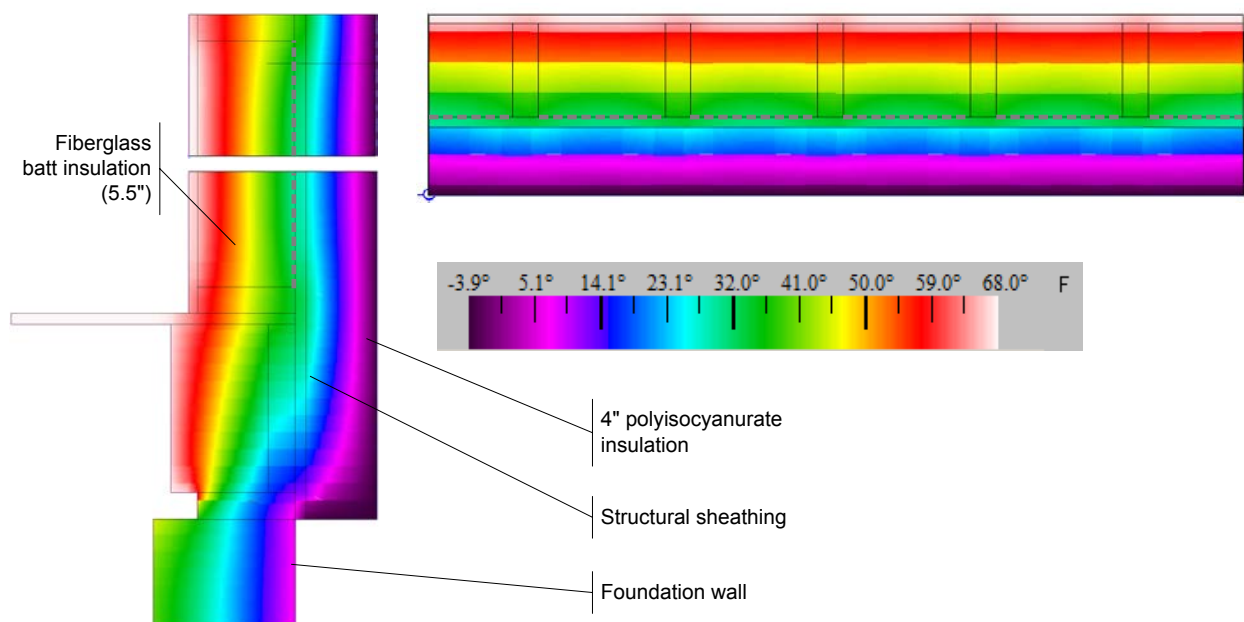 Fiberglass
batt insulation
(5.5")
-3.9° 5.1° 14.1° 23.1° 32.0° 41.0° 50.0° 59.0° 68.0° F
4" polyisocyanurate
insulation
Structural sheathing
Foundation wall